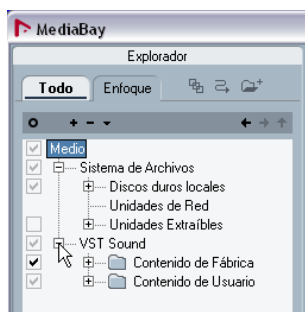 MediaBay
Explorador
Todo Enfoque
Medio
Sistema de Archivos
Discos duros locales
Unidades de Red
Unidades Extraíbles
VST Sound
Contenido de Fábrica
Contenido de Usuario